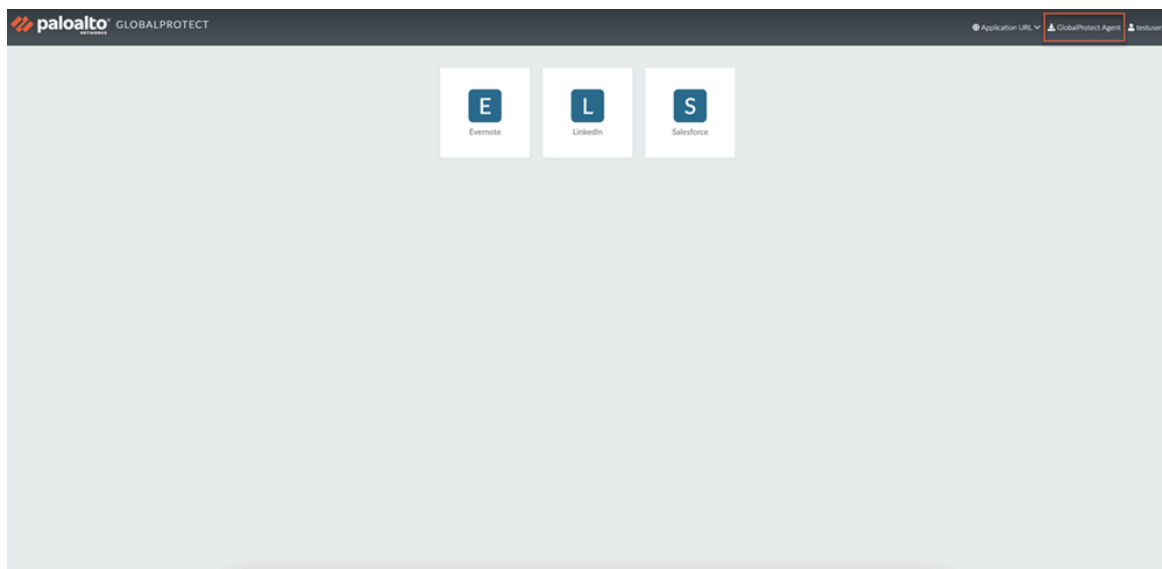 paloalto NETWORKS GLOBALPROTECT
Application URL GlobalProtect Agent testuser
E L S
Evernote LinkedIn Salesforce